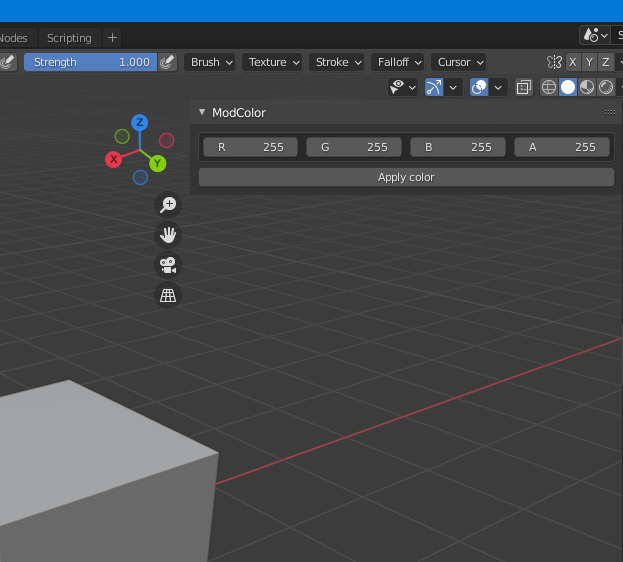 Nodes Scripting +
Strength 1.000 Brush Texture Stroke Falloff Cursor X Y Z
ModColor
Z
X
Y
R 255 G 255 B 255 A 255
Apply color